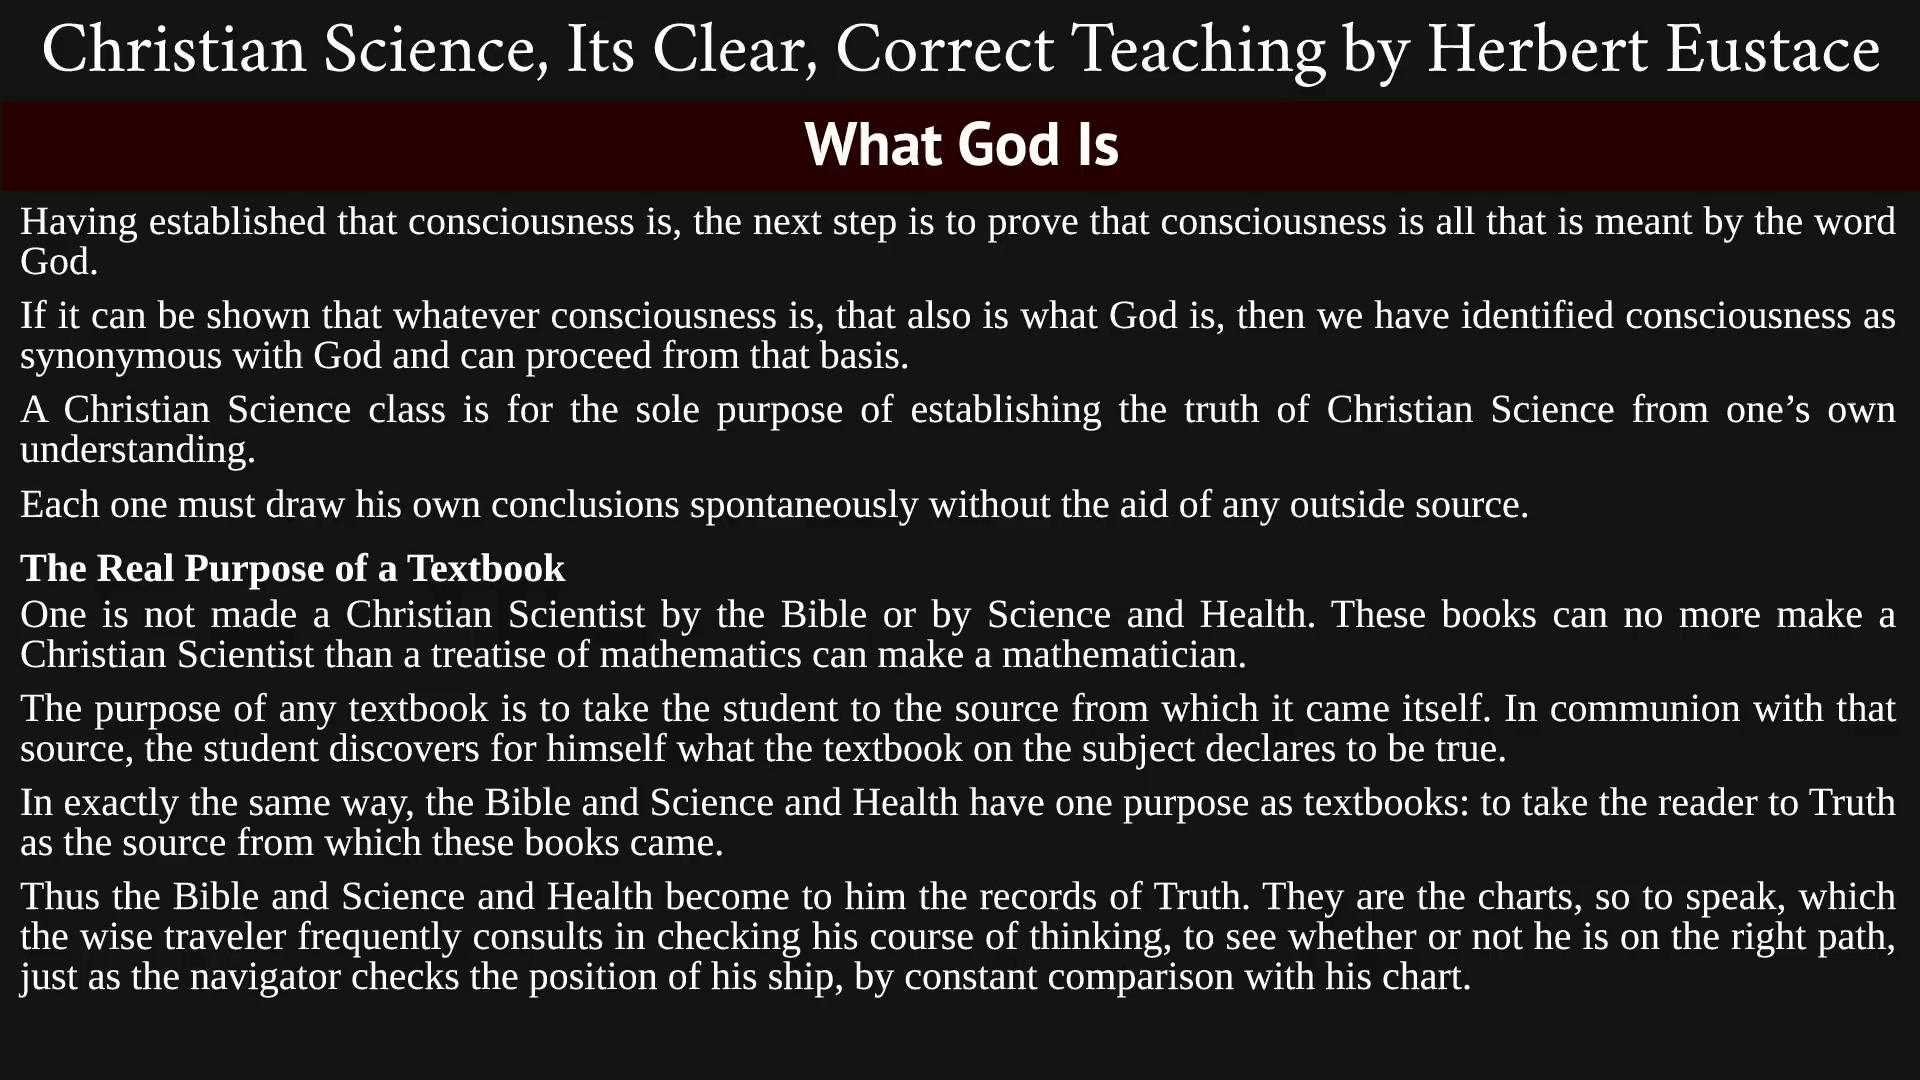 Christian Science, Its Clear, Correct Teaching by Herbert Eustace
What God Is
Having established that consciousness is, the next step is to prove that consciousness is all that is meant by the word
God.
If it can be shown that whatever consciousness is, that also is what God is, then we have identified consciousness as
synonymous with God and can proceed from that basis.
A Christian Science class is for the sole purpose of establishing the truth of Christian Science from one’s own
understanding.
Each one must draw his own conclusions spontaneously without the aid of any outside source.
The Real Purpose of a Textbook
One is not made a Christian Scientist by the Bible or by Science and Health. These books can no more make a
Christian Scientist than a treatise of mathematics can make a mathematician.
The purpose of any textbook is to take the student to the source from which it came itself. In communion with that
source, the student discovers for himself what the textbook on the subject declares to be true.
In exactly the same way, the Bible and Science and Health have one purpose as textbooks: to take the reader to Truth
as the source from which these books came.
Thus the Bible and Science and Health become to him the records of Truth. They are the charts, so to speak, which
the wise traveler frequently consults in checking his course of thinking, to see whether or not he is on the right path,
just as the navigator checks the position of his ship, by constant comparison with his chart.